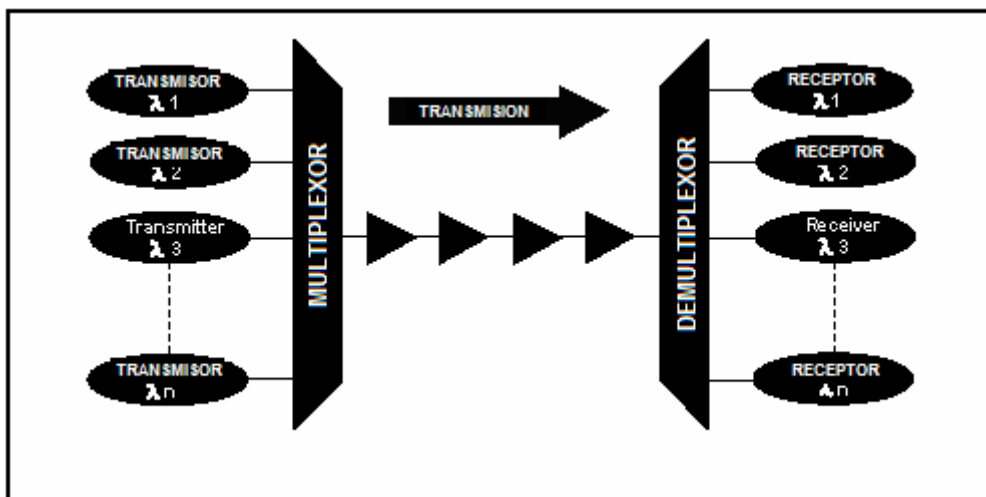 TRANSMISOR
λ 1
TRANSMISOR
λ 2
Transmitter
λ 3
TRANSMISOR
λ n
MULTIPLEXOR
TRANSMISION
DEMULTIPLEXOR
RECEPTOR
λ 1
RECEPTOR
λ 2
Receiver
λ 3
RECEPTOR
λ n